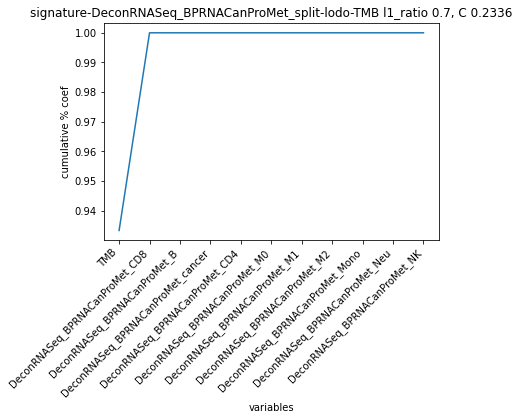 signature-DeconRNASeq_BPRNACanProMet_split-lodo-TMB l1_ratio 0.7, C 0.2336
cumulative % coef
1.00
0.99
0.98
0.97
0.96
0.95
0.94
TMB
DeconRNASeq_BPRNACanProMet_CD8
DeconRNASeq_BPRNACanProMet_B
DeconRNASeq_BPRNACanProMet_cancer
DeconRNASeq_BPRNACanProMet_CD4
DeconRNASeq_BPRNACanProMet_M0
DeconRNASeq_BPRNACanProMet_M1
DeconRNASeq_BPRNACanProMet_M2
DeconRNASeq_BPRNACanProMet_Mono
DeconRNASeq_BPRNACanProMet_Neu
DeconRNASeq_BPRNACanProMet_NK
variables